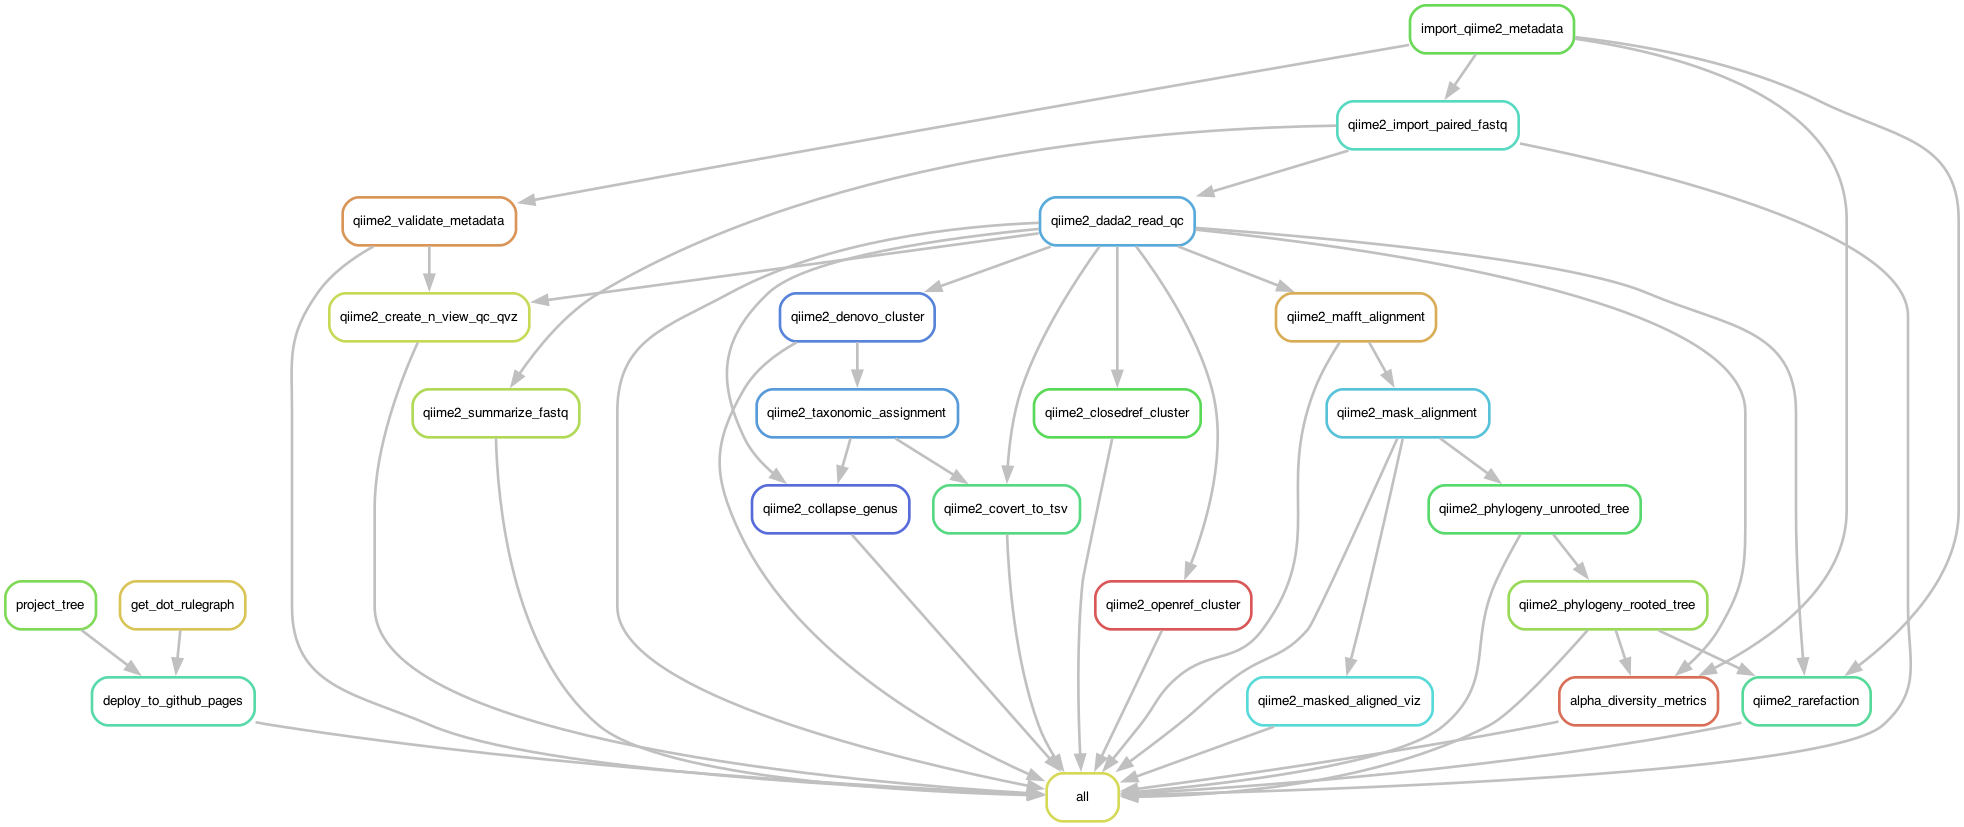 import_qiime2_metadata
qiime2_import_paired_fastq
qiime2_validate_metadata
qiime2_dada2_read_qc
qiime2_create_n_view_qc_qvz
qiime2_denovo_cluster
qiime2_mafft_alignment
qiime2_summarize_fastq
qiime2_taxonomic_assignment
qiime2_closedref_cluster
qiime2_mask_alignment
qiime2_collapse_genus
qiime2_covert_to_tsv
qiime2_phylogeny_unrooted_tree
project_tree
get_dot_rulegraph
qiime2_openref_cluster
qiime2_phylogeny_rooted_tree
deploy_to_github_pages
qiime2_masked_aligned_viz
alpha_diversity_metrics
qiime2_rarefaction
all